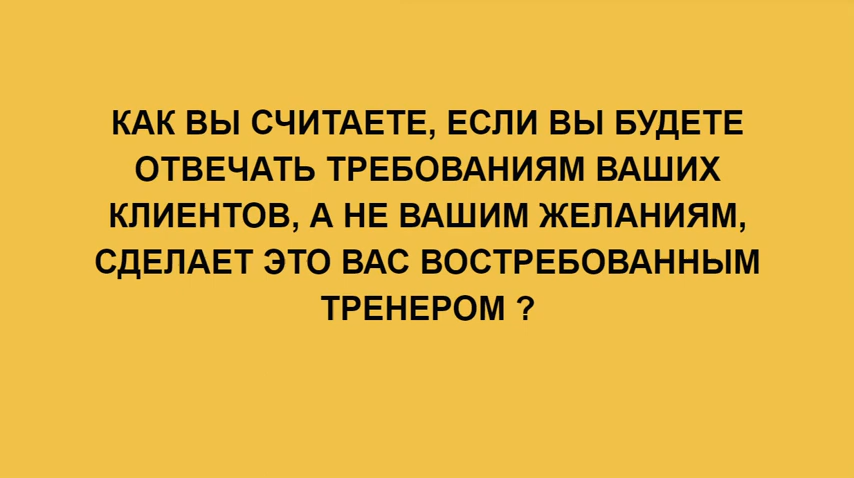 КАК ВЫ СЧИТАЕТЕ, ЕСЛИ ВЫ БУДЕТЕ
ОТВЕЧАТЬ ТРЕБОВАНИЯМ ВАШИХ
КЛИЕНТОВ, А НЕ ВАШИМ ЖЕЛАНИЯМ,
СДЕЛАЕТ ЭТО ВАС ВОСТРЕБОВАННЫМ
ТРЕНЕРОМ ?